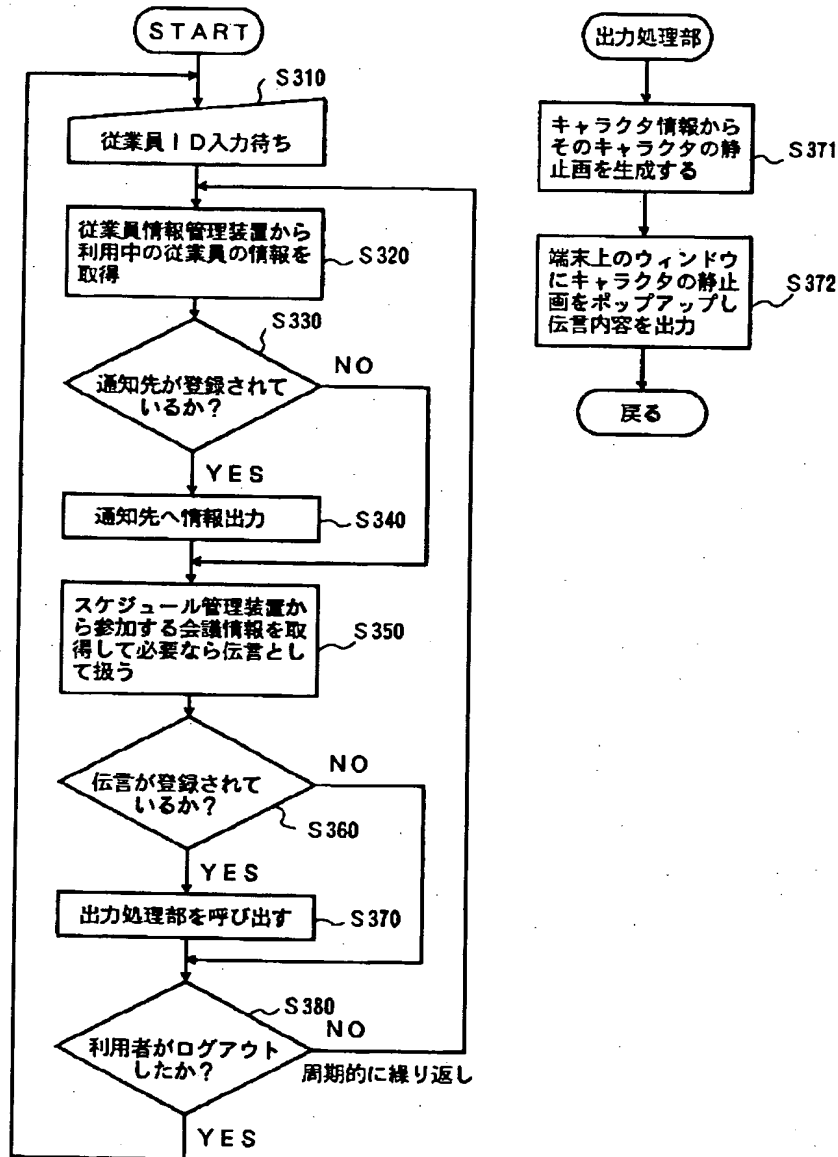 START
S310
従業員ID入力待ち
従業員情報管理装置から
利用中の従業員の情報を
取得
S320
S330
通知先が登録されて
いるか？
NO
YES
通知先へ情報出力
S340
スケジュール管理装置か
ら参加する会議情報を取
得して必要なら伝言とし
て扱う
S350
伝言が登録されて
いるか？
NO
S360
YES
出力処理部を呼び出す
S370
S380
利用者がログアウト
したか？
NO
周期的に繰り返し
YES
出力処理部
キャラクタ情報から
そのキャラクタの静
止画を生成する
S371
端末上のウィンドウ
にキャラクタの静止
画をポップアップし
伝言内容を出力
S372
戻る